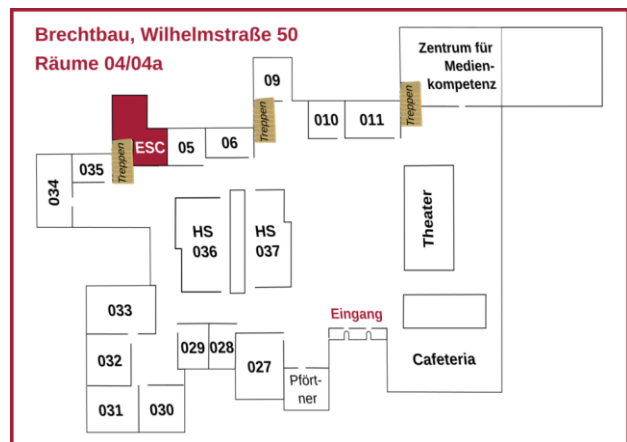 Brechtbau, Wilhelmstraße 50
Räume 04/04a
Zentrum für
Medien-
kompetenz
09
Treppen
010
011
Treppen
ESC
05
06
Treppen
035
034
HS
036
HS
037
Theater
033
Eingang
032
029
028
027
Pfört-
ner
Cafeteria
031
030